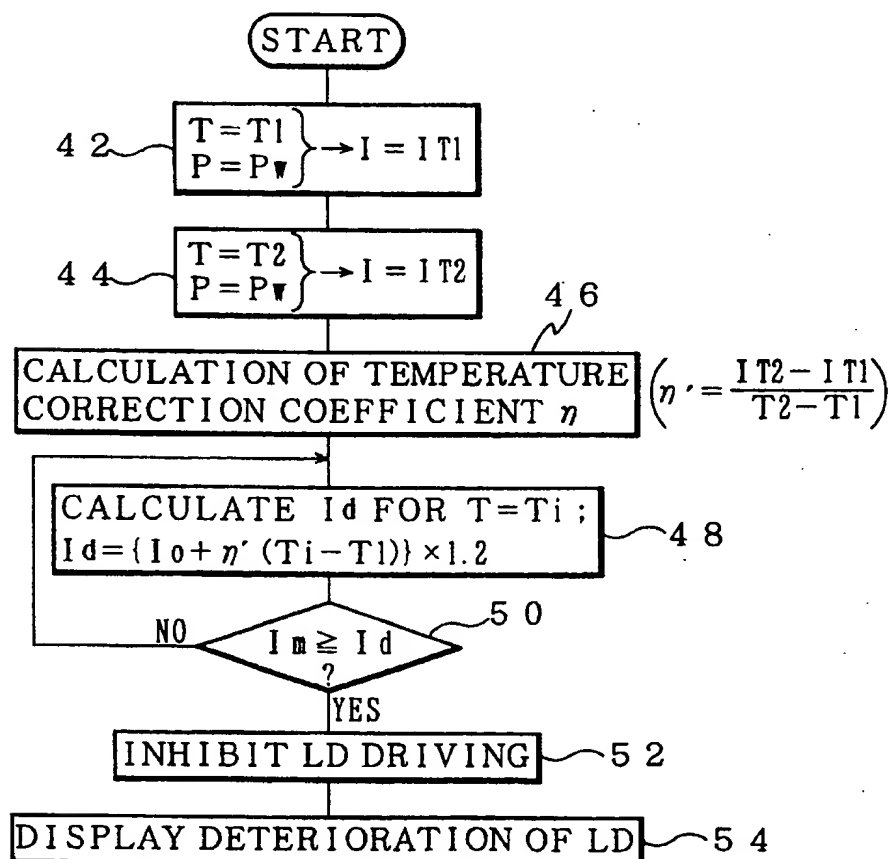 START
42
T=T1
P=Pw
→I=IT1
44
T=T2
P=Pw
→I=IT2
46
CALCULATION OF TEMPERATURE
CORRECTION COEFFICIENT η
(η′=(IT2-IT1)/(T2-T1))
CALCULATE Id FOR T=Ti;
Id={Io+η′(Ti-T1)}×1.2
48
50
NO
Im≧Id
?
YES
INHIBIT LD DRIVING
52
DISPLAY DETERIORATION OF LD
54